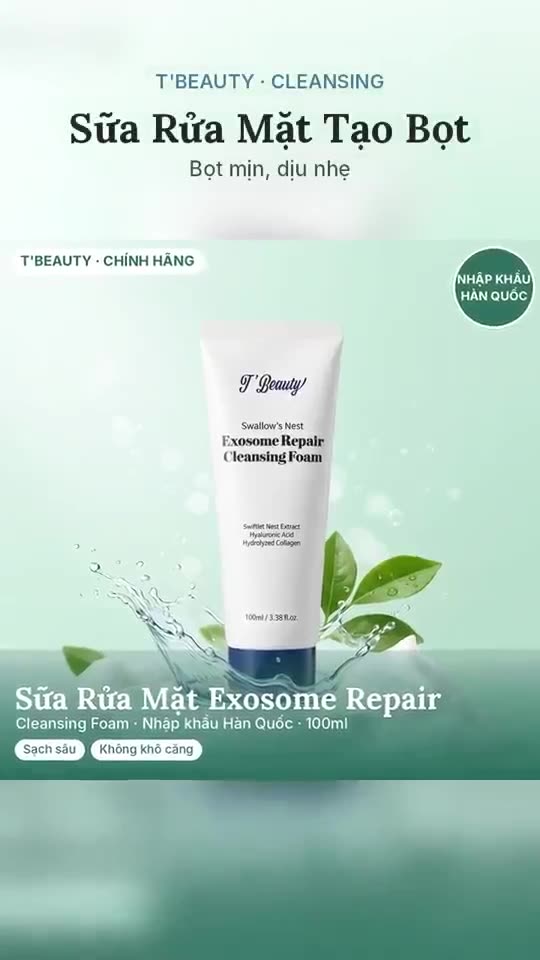 T'BEAUTY · CLEANSING
Sữa Rửa Mặt Tạo Bọt
Bọt mịn, dịu nhẹ
T'BEAUTY · CHÍNH HÃNG
NHẬP KHẨU
HÀN QUỐC
T'Beauty
Swallow's Nest
Exosome Repair
Cleansing Foam
Swiftlet Nest Extract
Hyaluronic Acid
Hydrolyzed Collagen
100ml / 3.38 fl.oz.
Sữa Rửa Mặt Exosome Repair
Cleansing Foam · Nhập khẩu Hàn Quốc · 100ml
Sạch sâu
Không khô căng